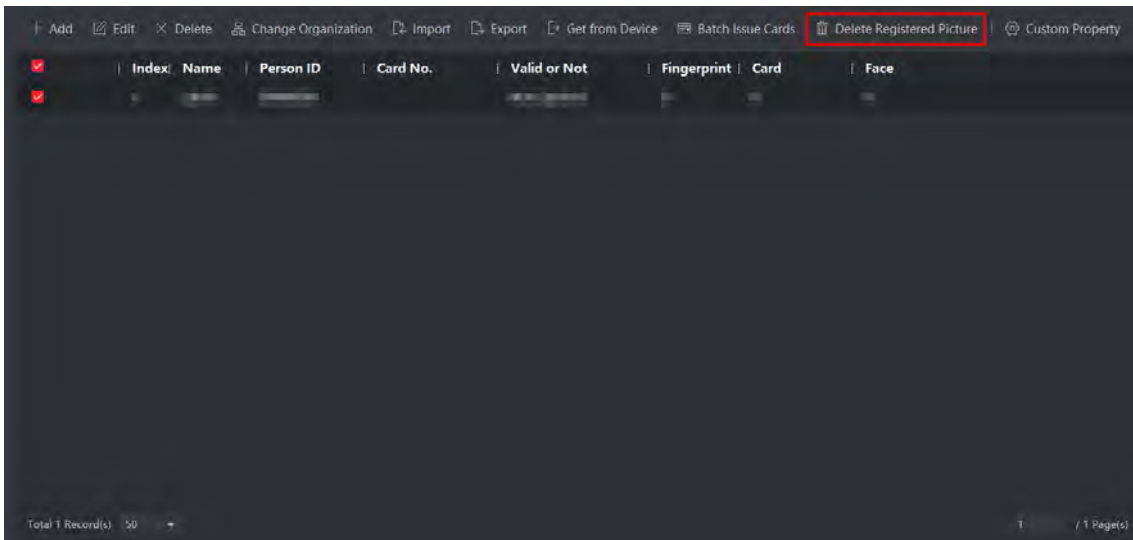 Add Edit Delete Change Organization Import Export Get from Device Batch Issue Cards Delete Registered Picture Custom Property
Index Name Person ID Card No. Valid or Not Fingerprint Card Face
Total 1 Record(s) 50 1 / 1 Page(s)